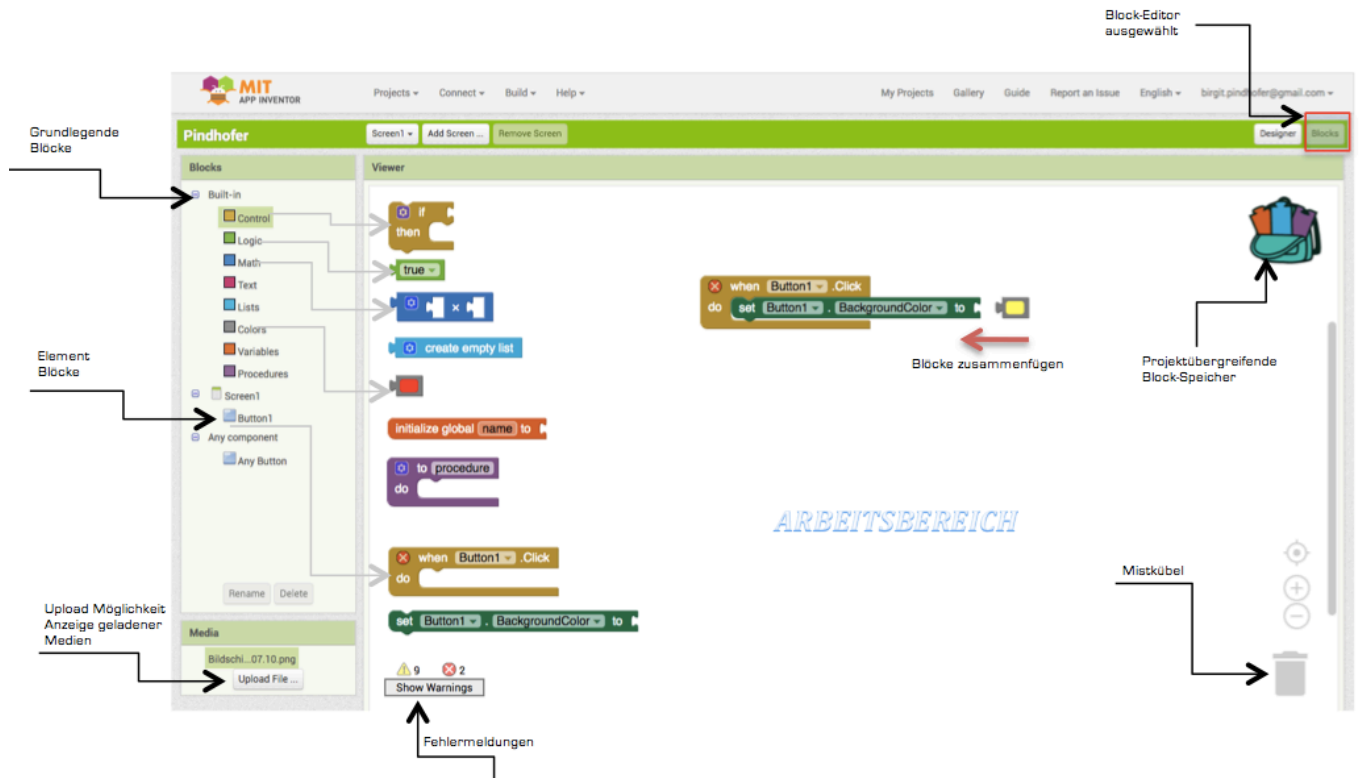 Block-Editor
ausgewählt
MIT
APP INVENTOR
Projects Connect Build Help
My Projects Gallery Guide Report an Issue English birgit.pindhofer@gmail.com
Grundlegende
Blöcke
Pindhofer
Screen1 Add Screen ... Remove Screen
Designer Blocks
Blocks
Viewer
Built-in
Control
Logic
Math
Text
Lists
Colors
Variables
Procedures
Screen1
Button1
Any component
Any Button
Rename Delete
Element
Blöcke
Upload Möglichkeit
Anzeige geladener
Medien
Media
Bildschi...07.10.png
Upload File ...
if
then
true
×
create empty list
initialize global name to
to procedure
do
when Button1 .Click
do
set Button1 . BackgroundColor to
9 2
Show Warnings
Fehlermeldungen
when Button1 .Click
do set Button1 . BackgroundColor to
Blöcke zusammenfügen
Projektübergreifende
Block-Speicher
ARBEITSBEREICH
Mistkübel